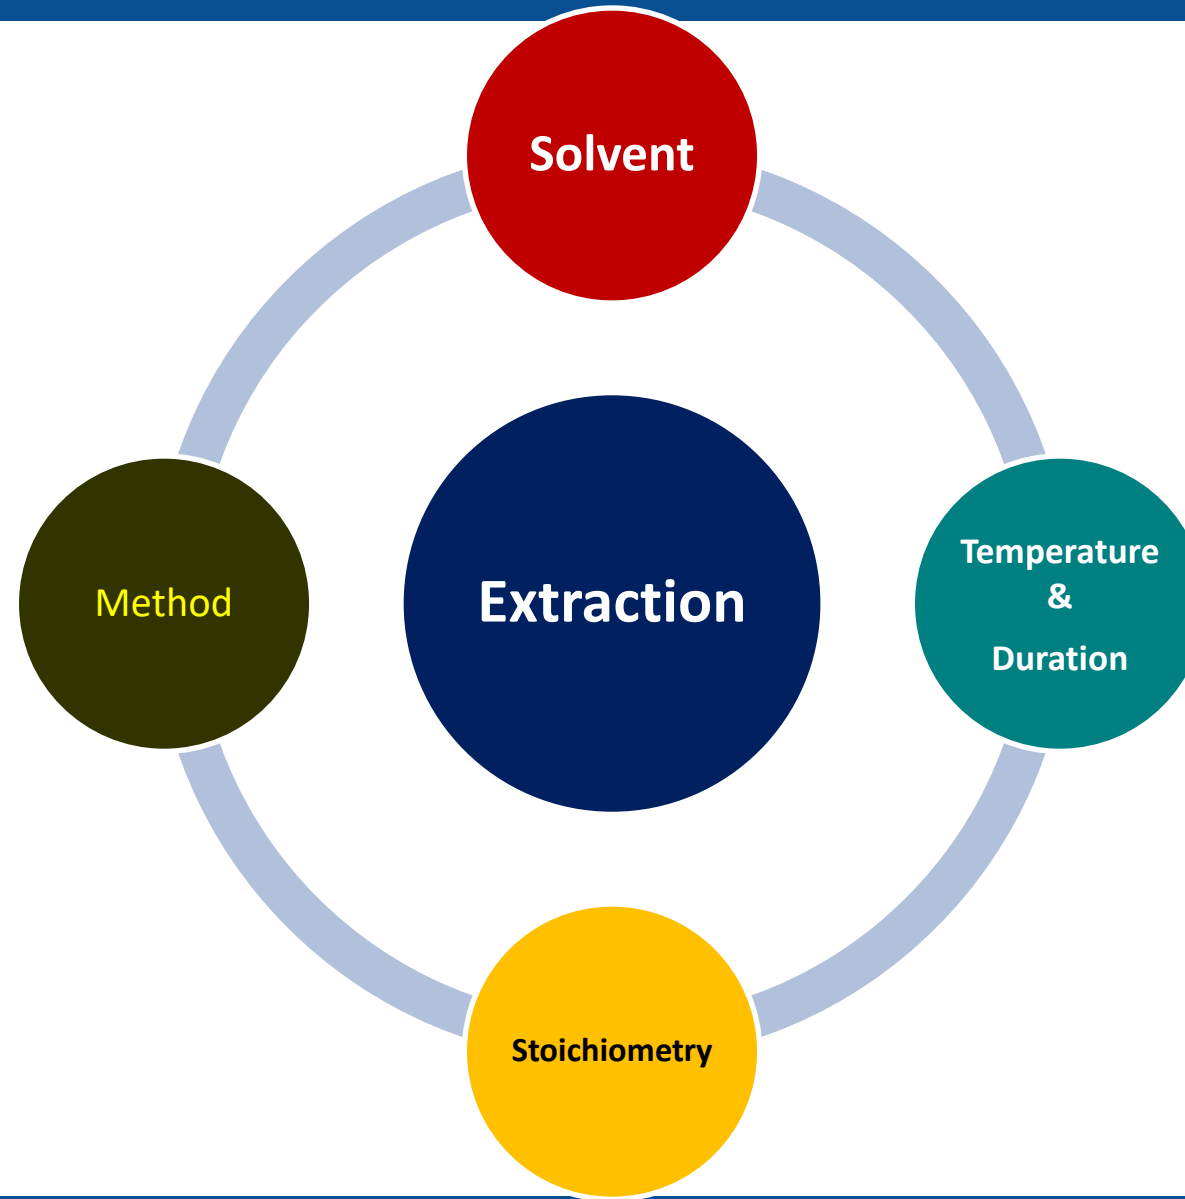 Solvent
Temperature
&
Duration
Method
Extraction
Stoichiometry